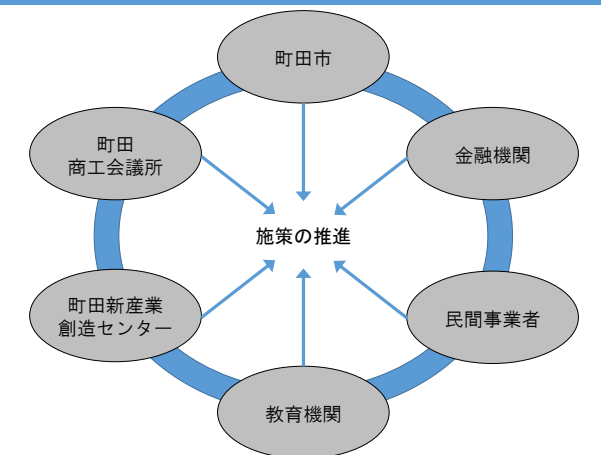 町田市
町田
商工会議所
金融機関
施策の推進
町田新産業
創造センター
民間事業者
教育機関